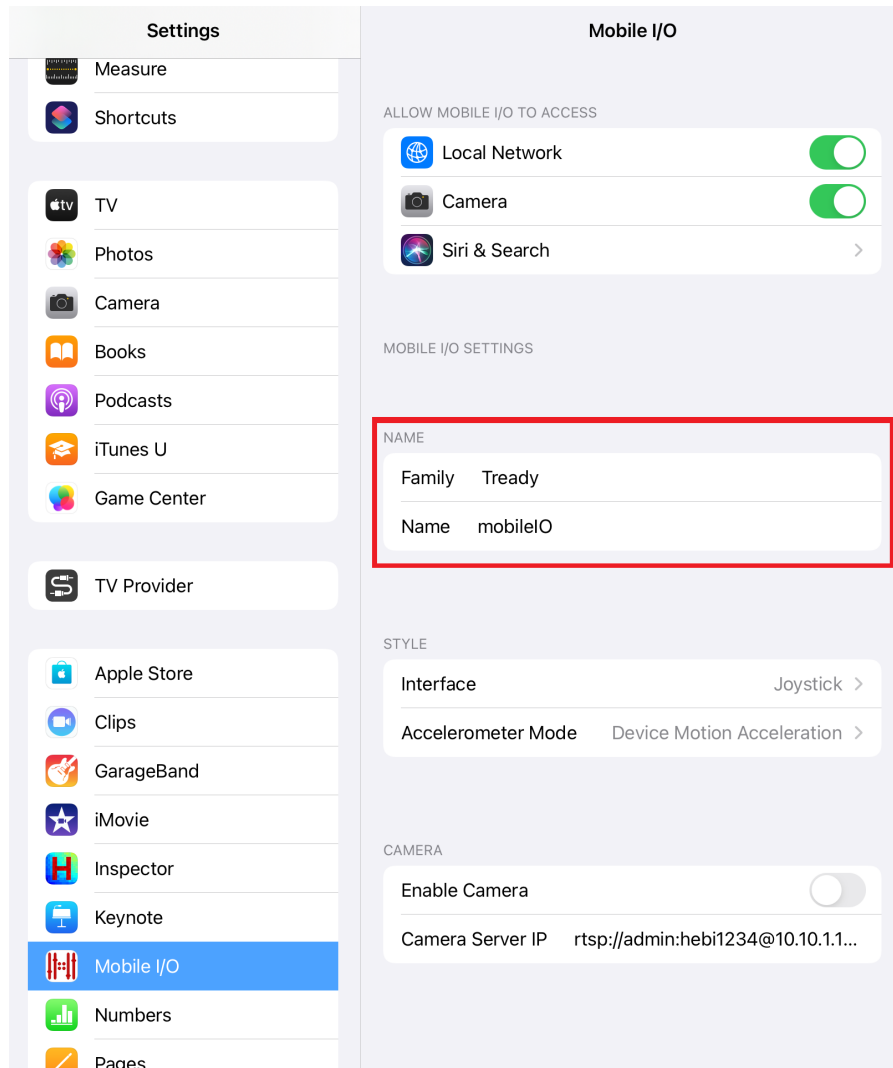 Settings
Measure
Shortcuts
tv TV
Photos
Camera
Books
Podcasts
iTunes U
Game Center
TV Provider
Apple Store
Clips
GarageBand
iMovie
Inspector
Keynote
Mobile I/O
Numbers
Pages
Mobile I/O
ALLOW MOBILE I/O TO ACCESS
Local Network
Camera
Siri & Search
MOBILE I/O SETTINGS
NAME
Family Tready
Name mobileIO
STYLE
Interface Joystick
Accelerometer Mode Device Motion Acceleration
CAMERA
Enable Camera
Camera Server IP rtsp://admin:hebi1234@10.10.1.1...